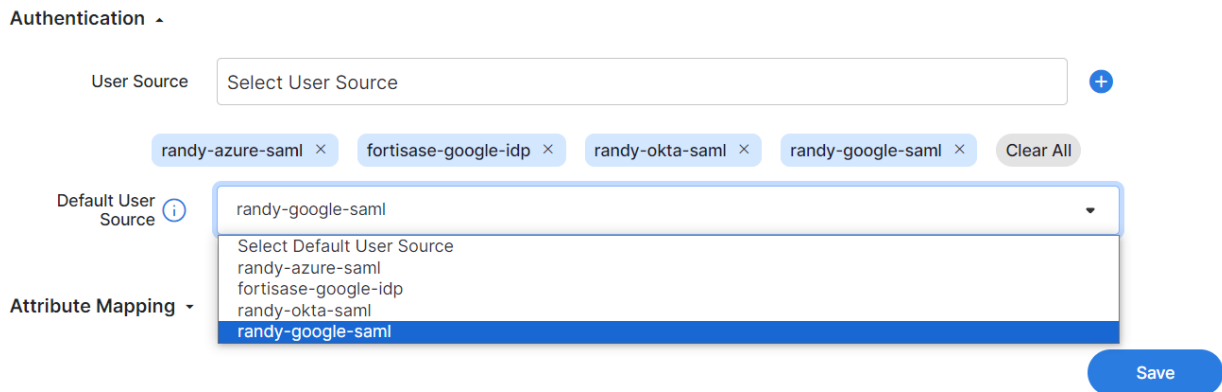 Authentication
User Source
Select User Source
randy-azure-saml × fortisase-google-idp × randy-okta-saml × randy-google-saml × Clear All
Default User
Source
randy-google-saml
Select Default User Source
randy-azure-saml
fortisase-google-idp
randy-okta-saml
randy-google-saml
Attribute Mapping
Save